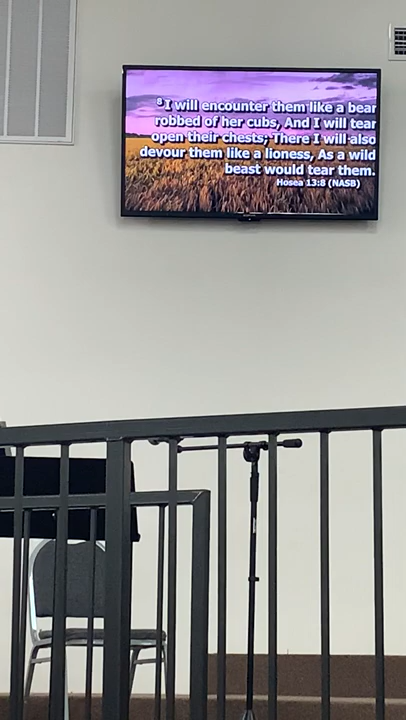 8 I will encounter them like a bear
robbed of her cubs, And I will tear
open their chests; There I will also
devour them like a lioness, As a wild
beast would tear them.
Hosea 13:8 (NASB)